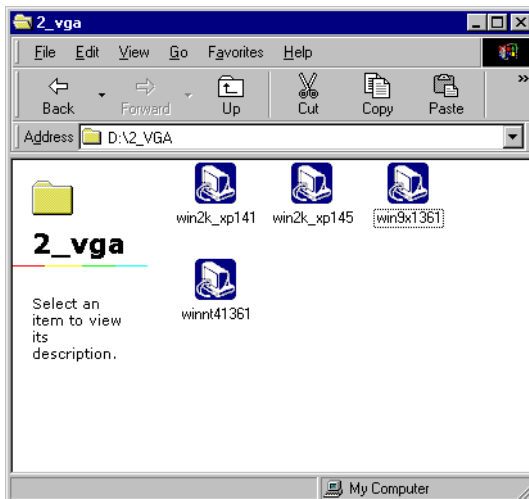 2_vga
File Edit View Go Favorites Help
Back Forward Up Cut Copy Paste »
Address D:\2_VGA
win2k_xp141 win2k_xp145 win9x1361
2_vga
Select an
item to view
its
description.
winnt41361
My Computer